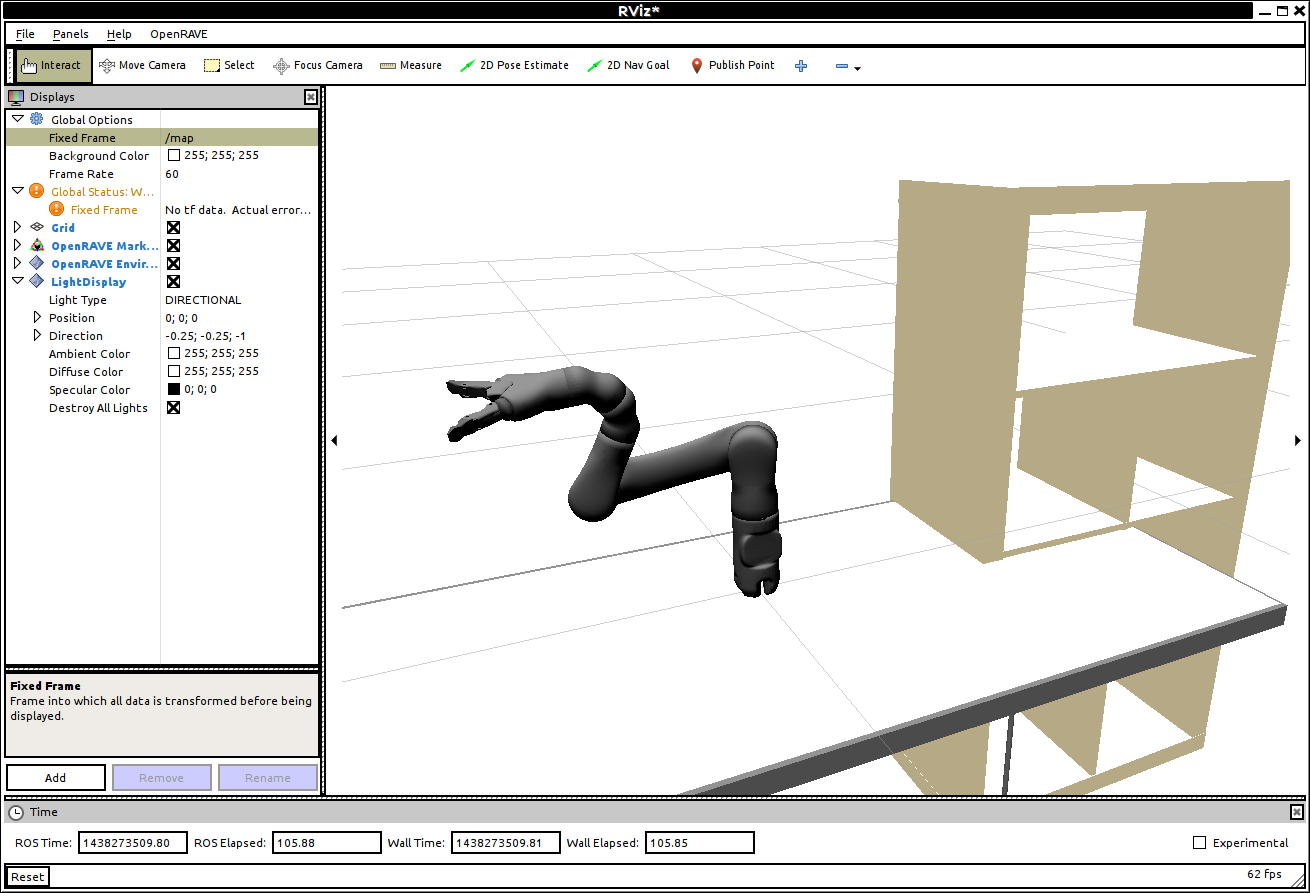 RViz*
File Panels Help OpenRAVE
Interact Move Camera Select Focus Camera Measure 2D Pose Estimate 2D Nav Goal Publish Point
Displays
Global Options
Fixed Frame /map
Background Color 255; 255; 255
Frame Rate 60
Global Status: W...
Fixed Frame No tf data. Actual error...
Grid
OpenRAVE Mark...
OpenRAVE Envir...
LightDisplay
Light Type DIRECTIONAL
Position 0; 0; 0
Direction -0.25; -0.25; -1
Ambient Color 255; 255; 255
Diffuse Color 255; 255; 255
Specular Color 0; 0; 0
Destroy All Lights
Fixed Frame
Frame into which all data is transformed before being
displayed.
Add Remove Rename
Time
ROS Time: 1438273509.80 ROS Elapsed: 105.88 Wall Time: 1438273509.81 Wall Elapsed: 105.85 Experimental
Reset 62 fps